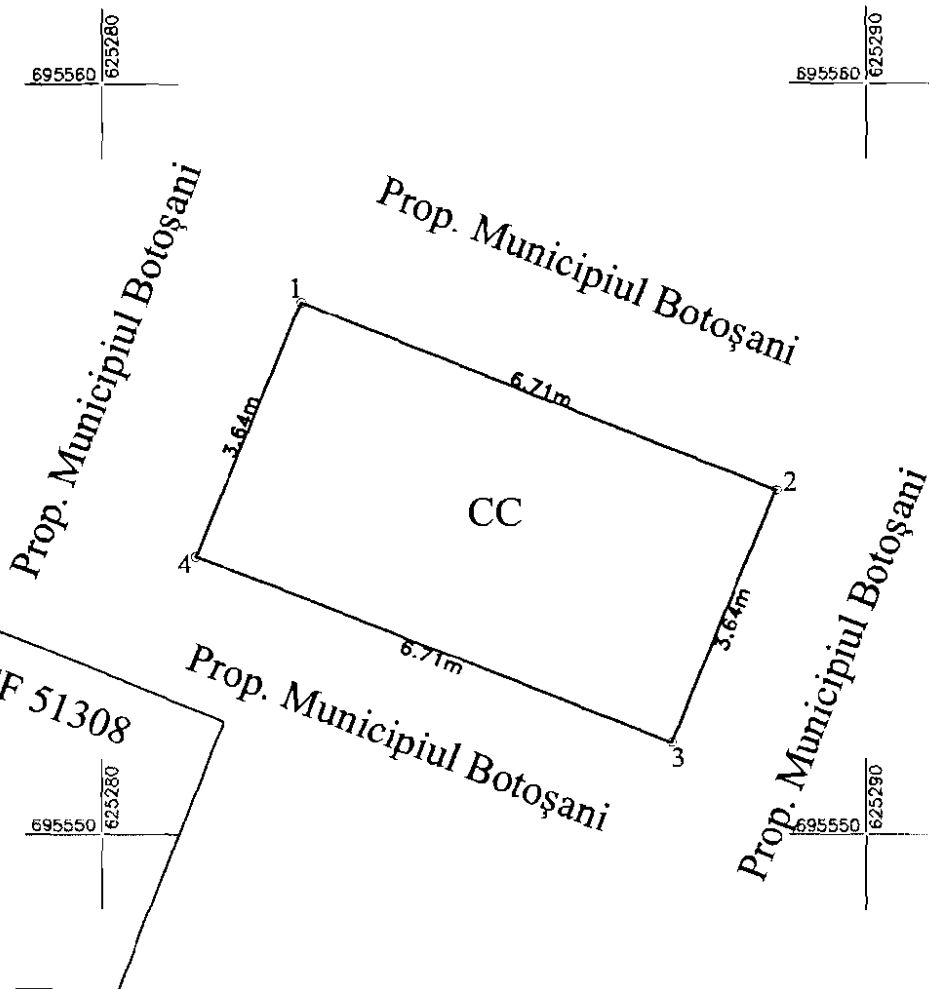 625280
695560
625290
695560
Prop. Municipiul Botoşani
Prop. Municipiul Botoşani
1
6.71m
3.64m
2
CC
Prop. Municipiul Botoşani
4
3.64m
6.71m
Prop. Municipiul Botoşani
F 51308
3
625280
695550
625290
695550